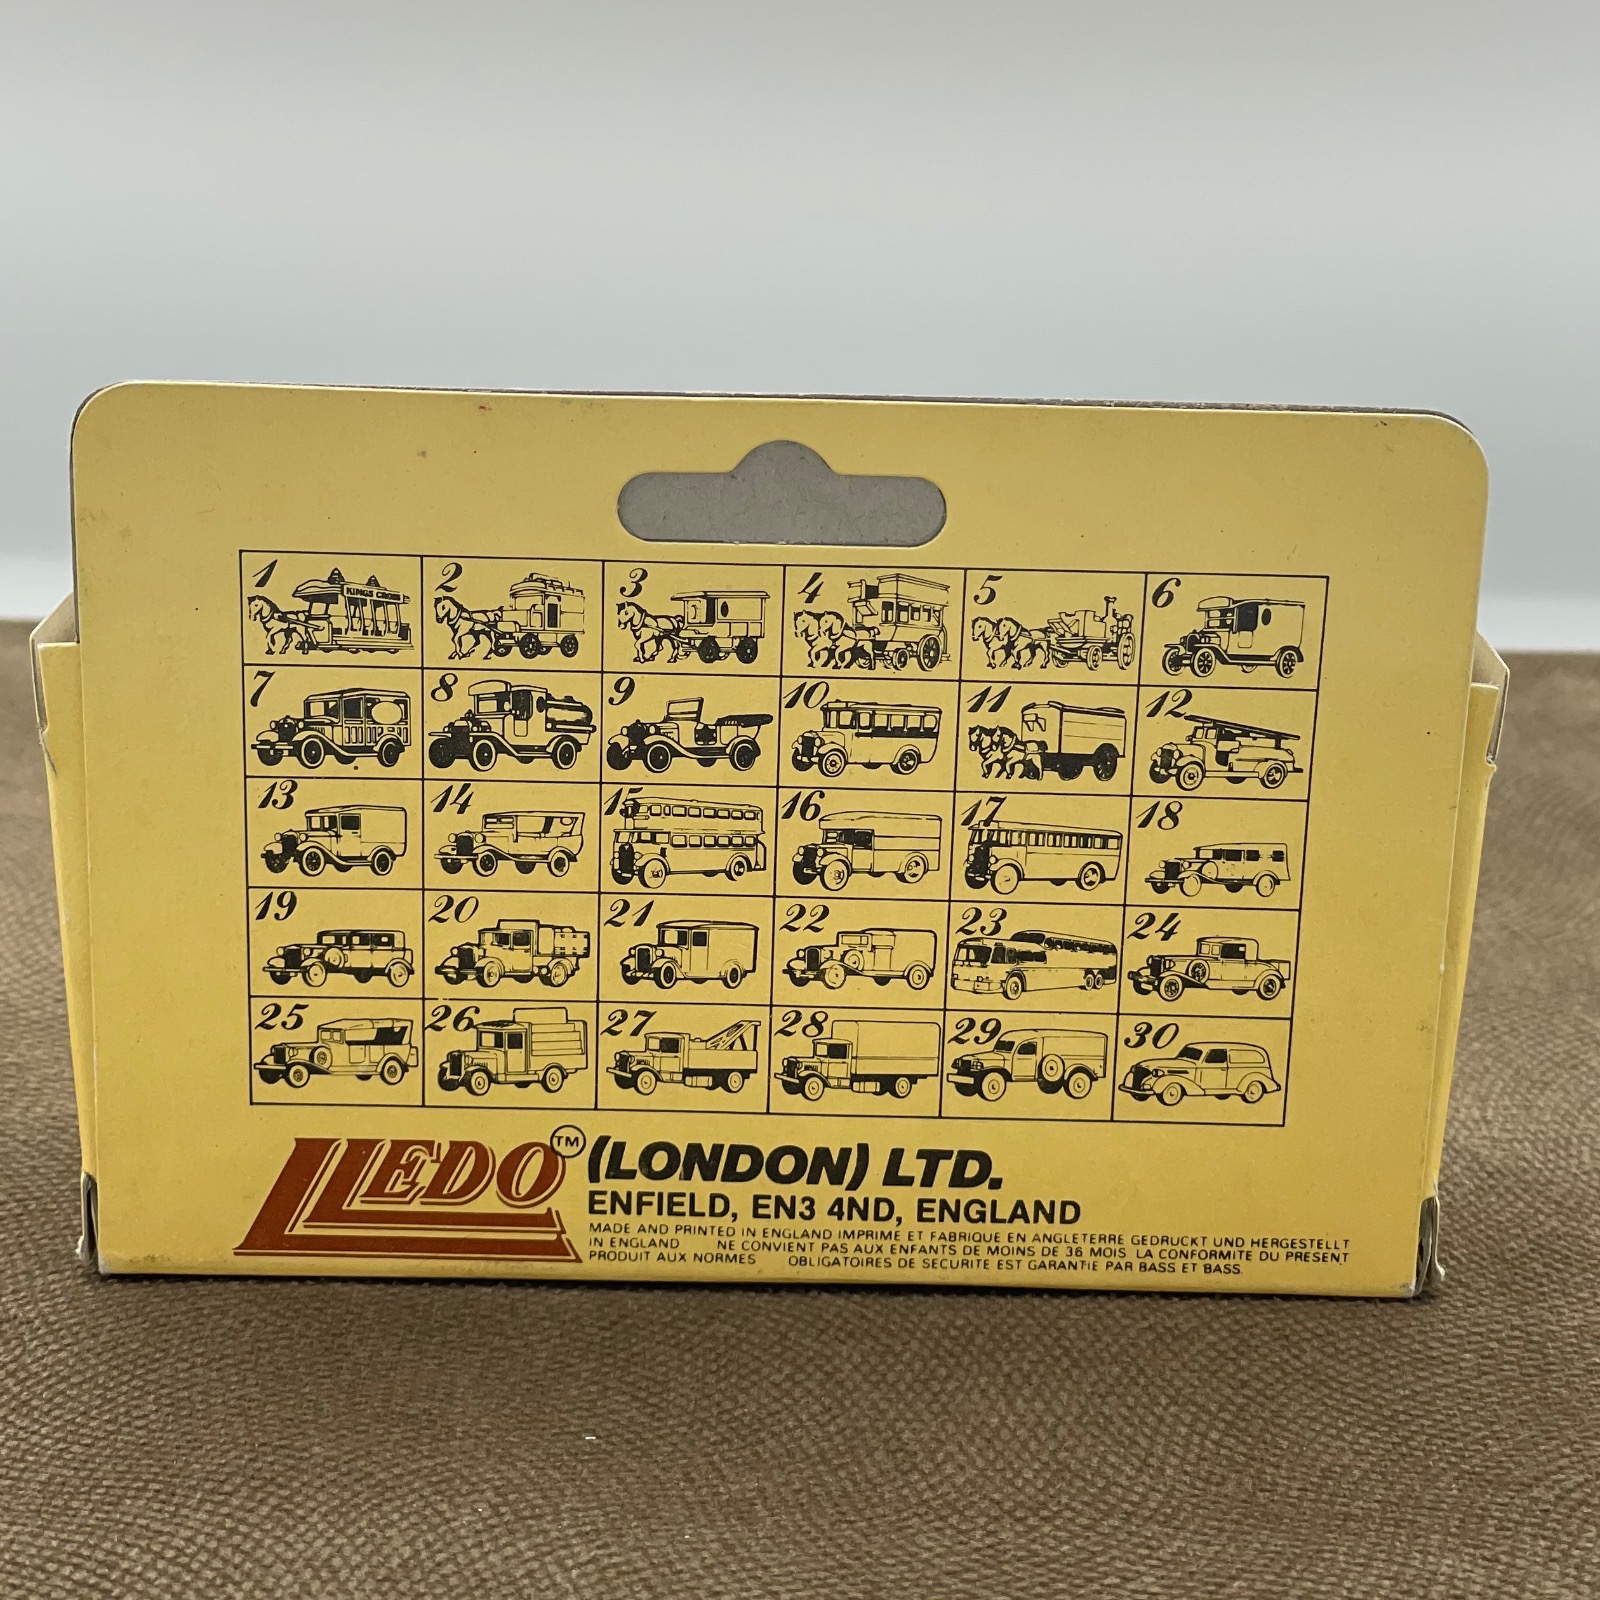 1 KINGS CROSS 2 3 4 5 6
7 8 9 10 11 12
13 14 15 16 17 18
19 20 21 22 23 24
25 26 27 28 29 30
LLEDO™ (LONDON) LTD.
ENFIELD, EN3 4ND, ENGLAND
MADE AND PRINTED IN ENGLAND IMPRIME ET FABRIQUE EN ANGLETERRE GEDRUCKT UND HERGESTELLT
IN ENGLAND NE CONVIENT PAS AUX ENFANTS DE MOINS DE 36 MOIS LA CONFORMITE DU PRESENT
PRODUIT AUX NORMES OBLIGATOIRES DE SECURITE EST GARANTIE PAR BASS ET BASS